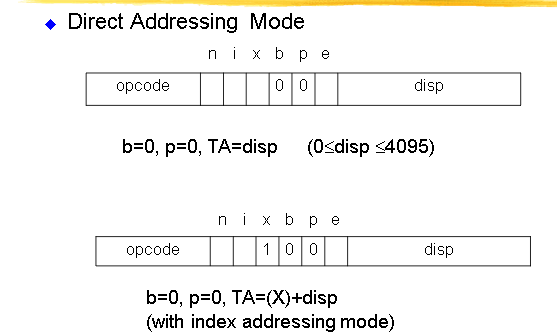 Direct Addressing Mode
n i x b p e
opcode 0 0 disp
b=0, p=0, TA=disp (0≤disp ≤4095)
n i x b p e
opcode 1 0 0 disp
b=0, p=0, TA=(X)+disp
(with index addressing mode)